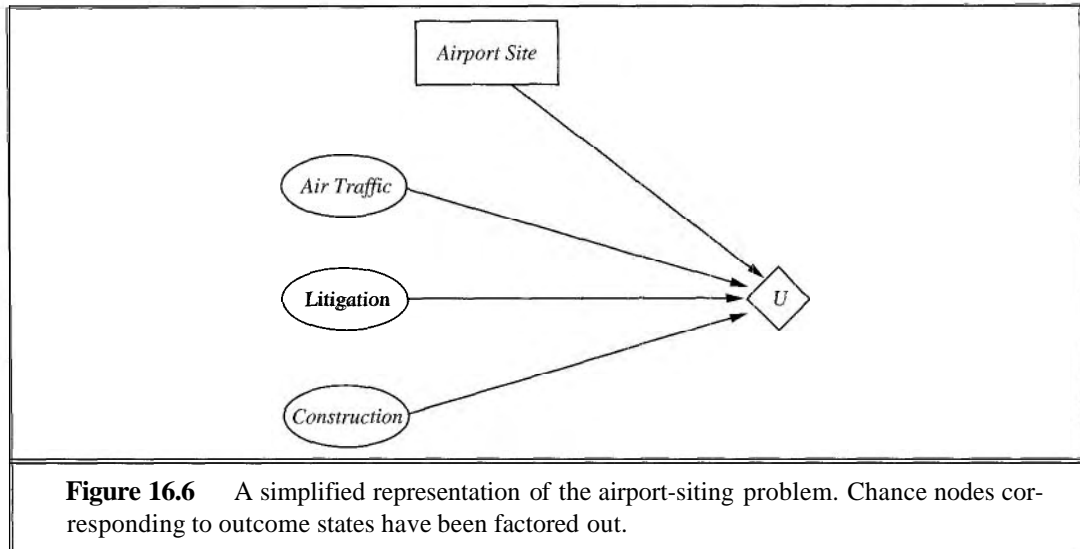 Airport Site
Air Traffic
Litigation
U
Construction
Figure 16.6 A simplified representation of the airport-siting problem. Chance nodes cor-
responding to outcome states have been factored out.